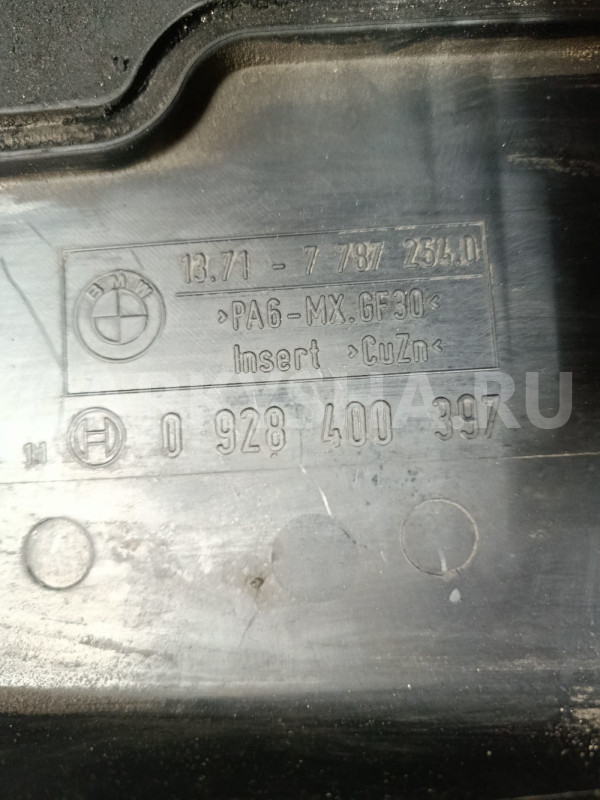 BMW
13.71 - 7 787 254.0
>PA6-MX.GF30<
Insert >CuZn<
0 928 400 397